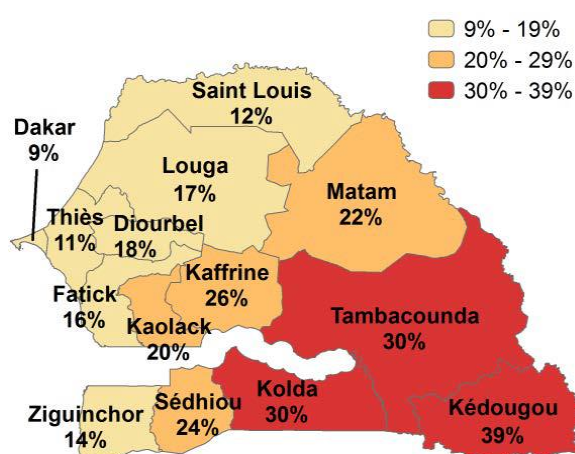 9% - 19%
20% - 29%
30% - 39%
Saint Louis
12%
Dakar
9%
Louga
17%
Matam
22%
Thiès
11%
Diourbel
18%
Kaffrine
26%
Fatick
16%
Kaolack
20%
Tambacounda
30%
Ziguinchor
14%
Sédhiou
24%
Kolda
30%
Kédougou
39%